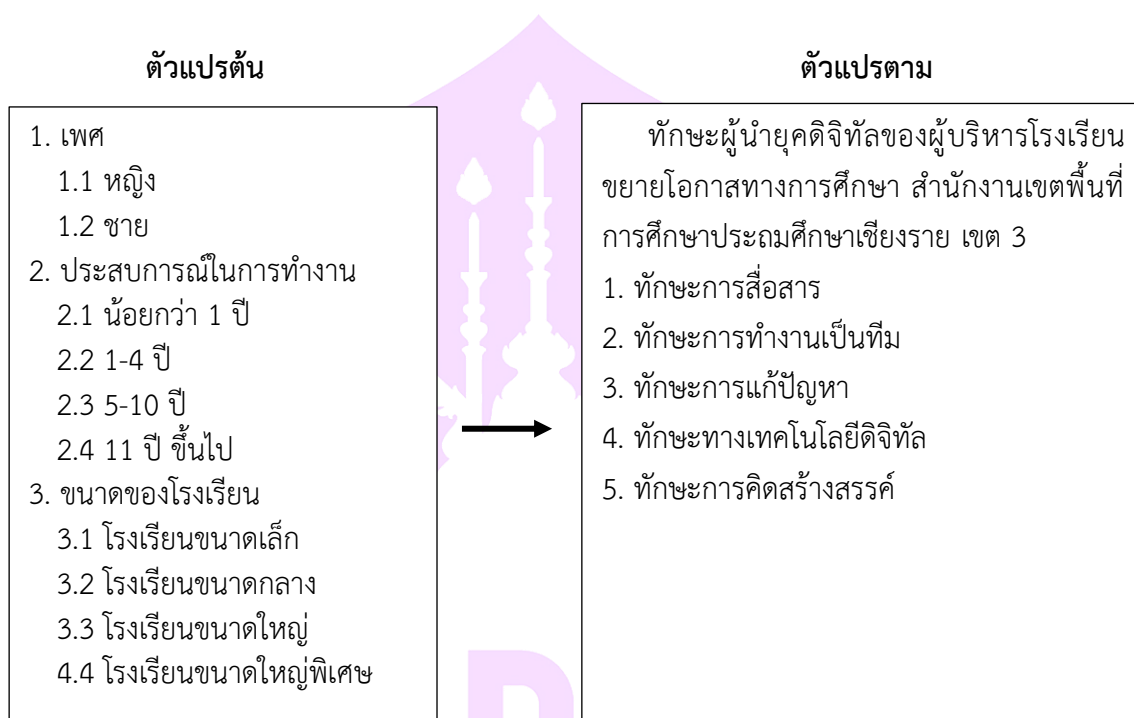 ตัวแปรต้น
1. เพศ
1.1 หญิง
1.2 ชาย
2. ประสบการณ์ในการทำงาน
2.1 น้อยกว่า 1 ปี
2.2 1-4 ปี
2.3 5-10 ปี
2.4 11 ปี ขึ้นไป
3. ขนาดของโรงเรียน
3.1 โรงเรียนขนาดเล็ก
3.2 โรงเรียนขนาดกลาง
3.3 โรงเรียนขนาดใหญ่
4.4 โรงเรียนขนาดใหญ่พิเศษ
ตัวแปรตาม
ทักษะผู้นำยุคดิจิทัลของผู้บริหารโรงเรียน
ขยายโอกาสทางการศึกษา สำนักงานเขตพื้นที่
การศึกษาประถมศึกษาเชียงราย เขต 3
1. ทักษะการสื่อสาร
2. ทักษะการทำงานเป็นทีม
3. ทักษะการแก้ปัญหา
4. ทักษะทางเทคโนโลยีดิจิทัล
5. ทักษะการคิดสร้างสรรค์